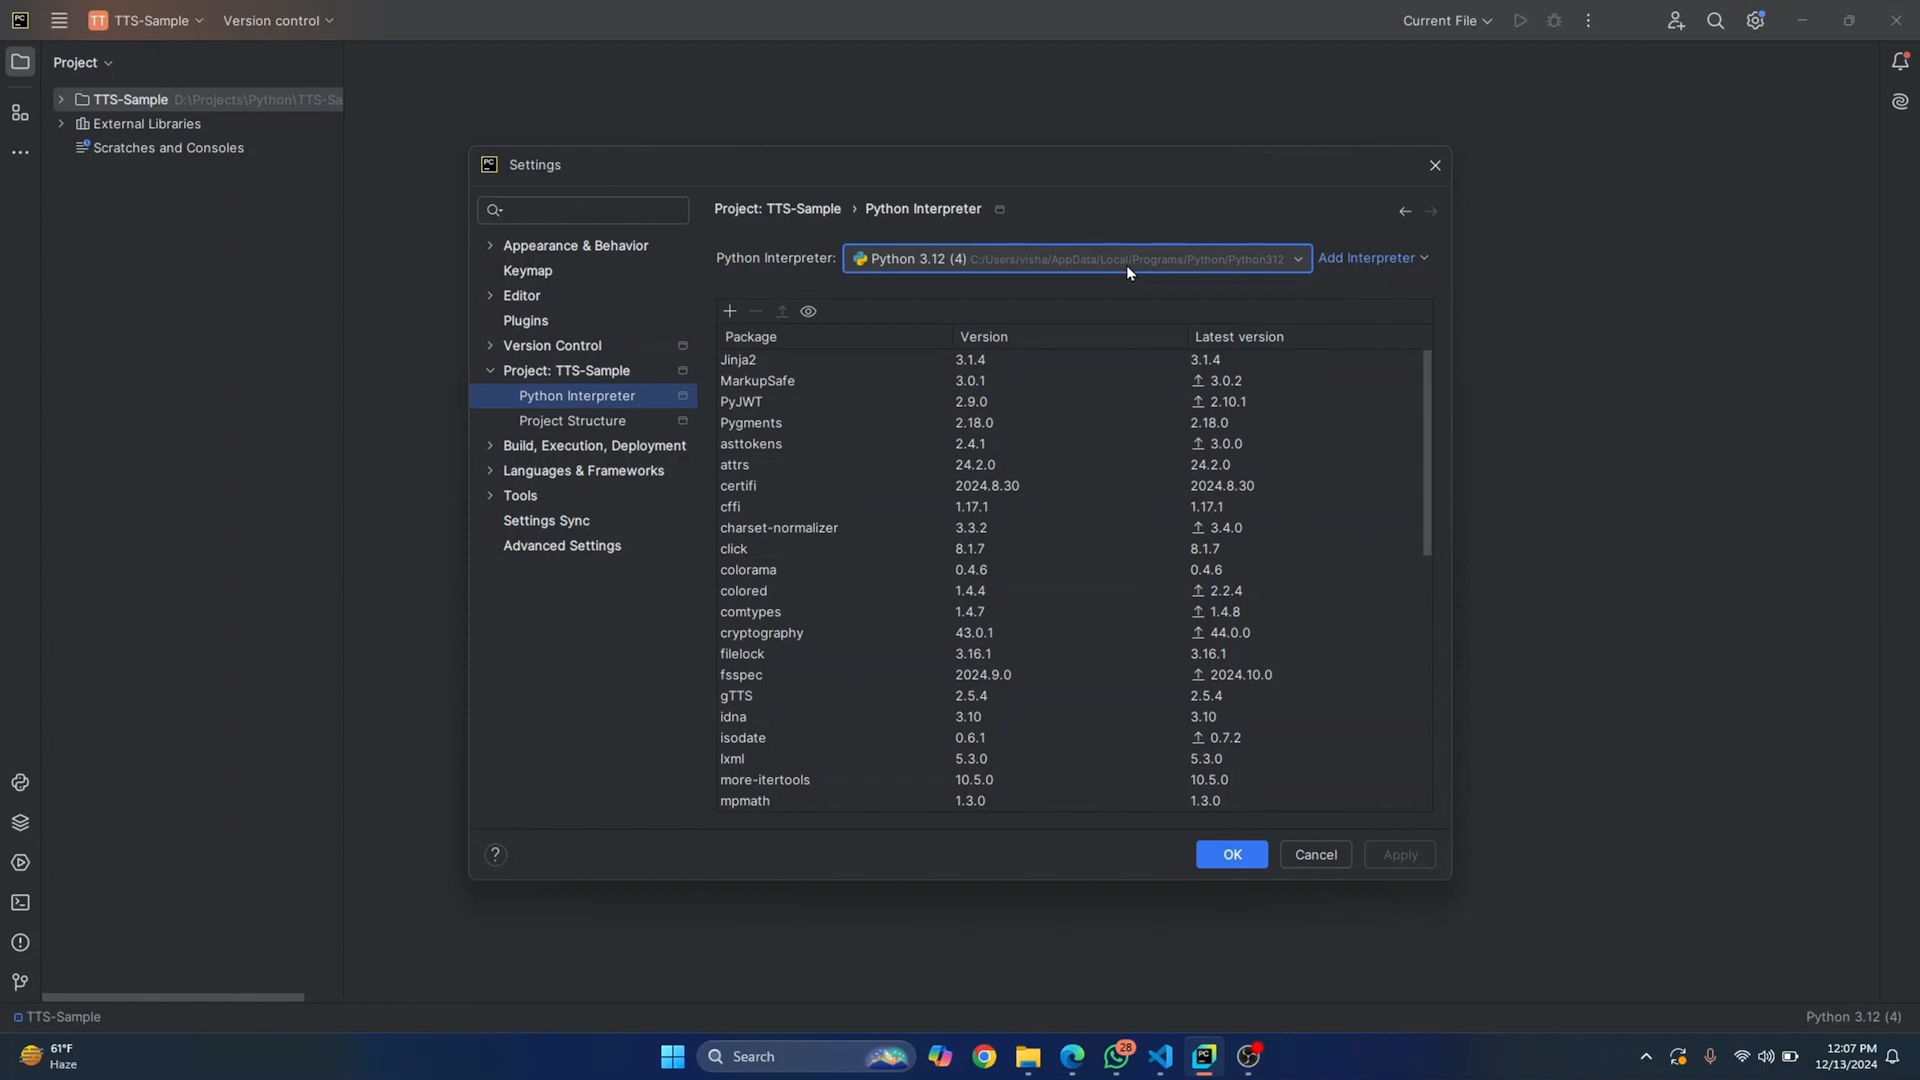 PC TT TTS-Sample Version control Current File
Project
TTS-Sample D:\Projects\Python\TTS-Sa
External Libraries
Scratches and Consoles
PC Settings
Project: TTS-Sample › Python Interpreter
Appearance & Behavior
Keymap
Editor
Plugins
Version Control
Project: TTS-Sample
Python Interpreter
Project Structure
Build, Execution, Deployment
Languages & Frameworks
Tools
Settings Sync
Advanced Settings
Python Interpreter: Python 3.12 (4) C:/Users/visha/AppData/Local/Programs/Python/Python312 Add Interpreter
Package Version Latest version
Jinja2 3.1.4 3.1.4
MarkupSafe 3.0.1 3.0.2
PyJWT 2.9.0 2.10.1
Pygments 2.18.0 2.18.0
asttokens 2.4.1 3.0.0
attrs 24.2.0 24.2.0
certifi 2024.8.30 2024.8.30
cffi 1.17.1 1.17.1
charset-normalizer 3.3.2 3.4.0
click 8.1.7 8.1.7
colorama 0.4.6 0.4.6
colored 1.4.4 2.2.4
comtypes 1.4.7 1.4.8
cryptography 43.0.1 44.0.0
filelock 3.16.1 3.16.1
fsspec 2024.9.0 2024.10.0
gTTS 2.5.4 2.5.4
idna 3.10 3.10
isodate 0.6.1 0.7.2
lxml 5.3.0 5.3.0
more-itertools 10.5.0 10.5.0
mpmath 1.3.0 1.3.0
? OK Cancel Apply
TTS-Sample Python 3.12 (4)
61°F
Haze
Search
28
PC
12:07 PM
12/13/2024